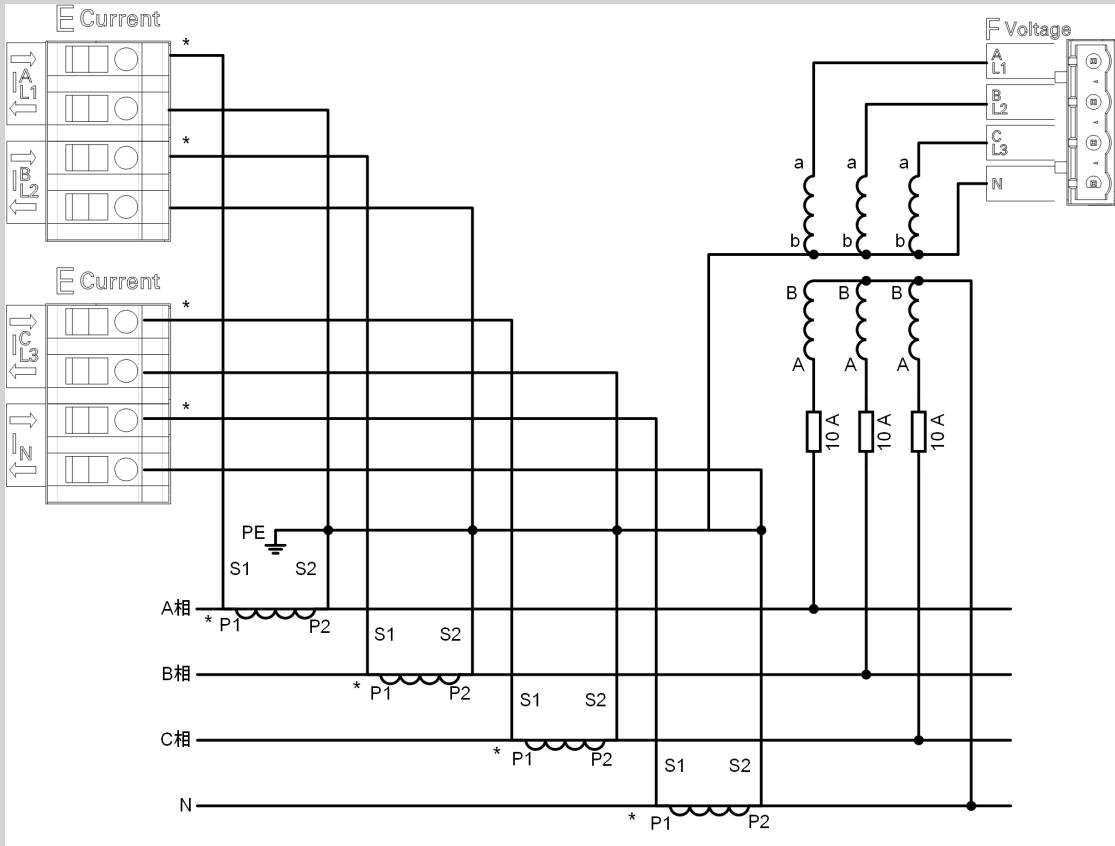 E Current
*
I A L1
*
I B L2
E Current
*
I C L3
*
I N
F Voltage
A L1
B L2
C L3
N
a a a
b b b
B B B
A A A
10 A 10 A 10 A
PE
S1 S2
A相 * P1 P2
S1 S2
B相 * P1 P2
S1 S2
C相 * P1 P2
S1 S2
N * P1 P2